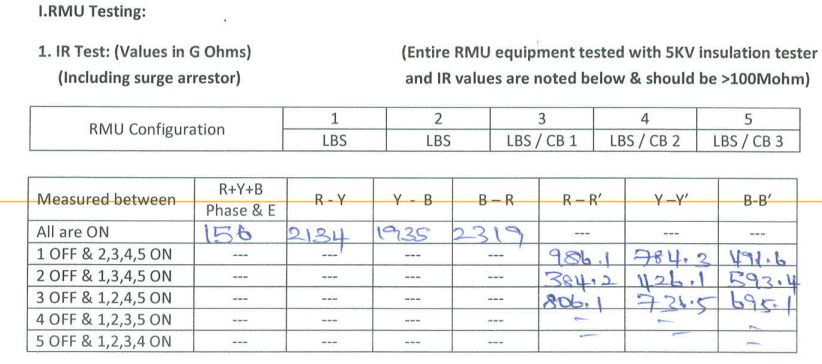 I.RMU Testing:
1. IR Test: (Values in G Ohms) (Entire RMU equipment tested with 5KV insulation tester
(Including surge arrestor) and IR values are noted below & should be >100Mohm)
RMU Configuration 1 2 3 4 5
LBS LBS LBS / CB 1 LBS / CB 2 LBS / CB 3
Measured between R+Y+B Phase & E R - Y Y - B B – R R – R' Y –Y' B-B'
All are ON 156 2134 1935 2319 --- --- ---
1 OFF & 2,3,4,5 ON --- --- --- --- 986.1 784.3 491.6
2 OFF & 1,3,4,5 ON --- --- --- --- 384.2 426.1 593.4
3 OFF & 1,2,4,5 ON --- --- --- --- 806.1 736.5 695.1
4 OFF & 1,2,3,5 ON --- --- --- --- - - -
5 OFF & 1,2,3,4 ON --- --- --- --- - - -